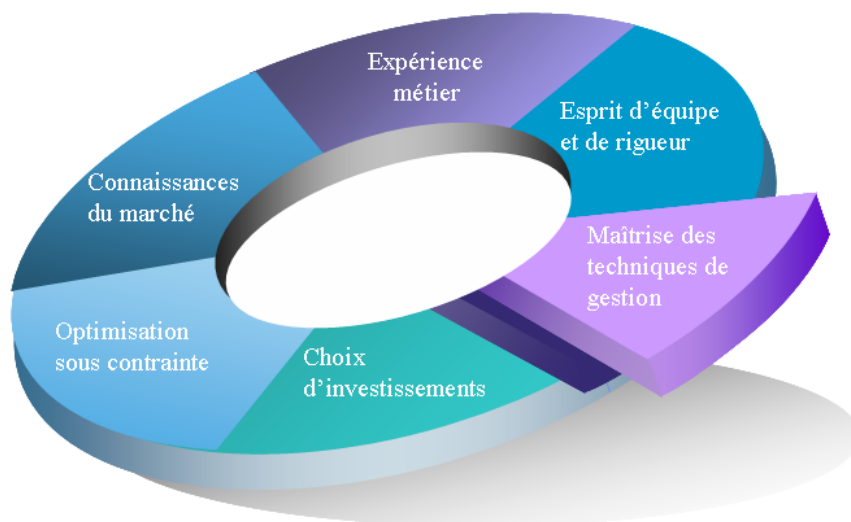 Expérience
métier
Esprit d’équipe
et de rigueur
Connaissances
du marché
Maîtrise des
techniques de
gestion
Optimisation
sous contrainte
Choix
d’investissements